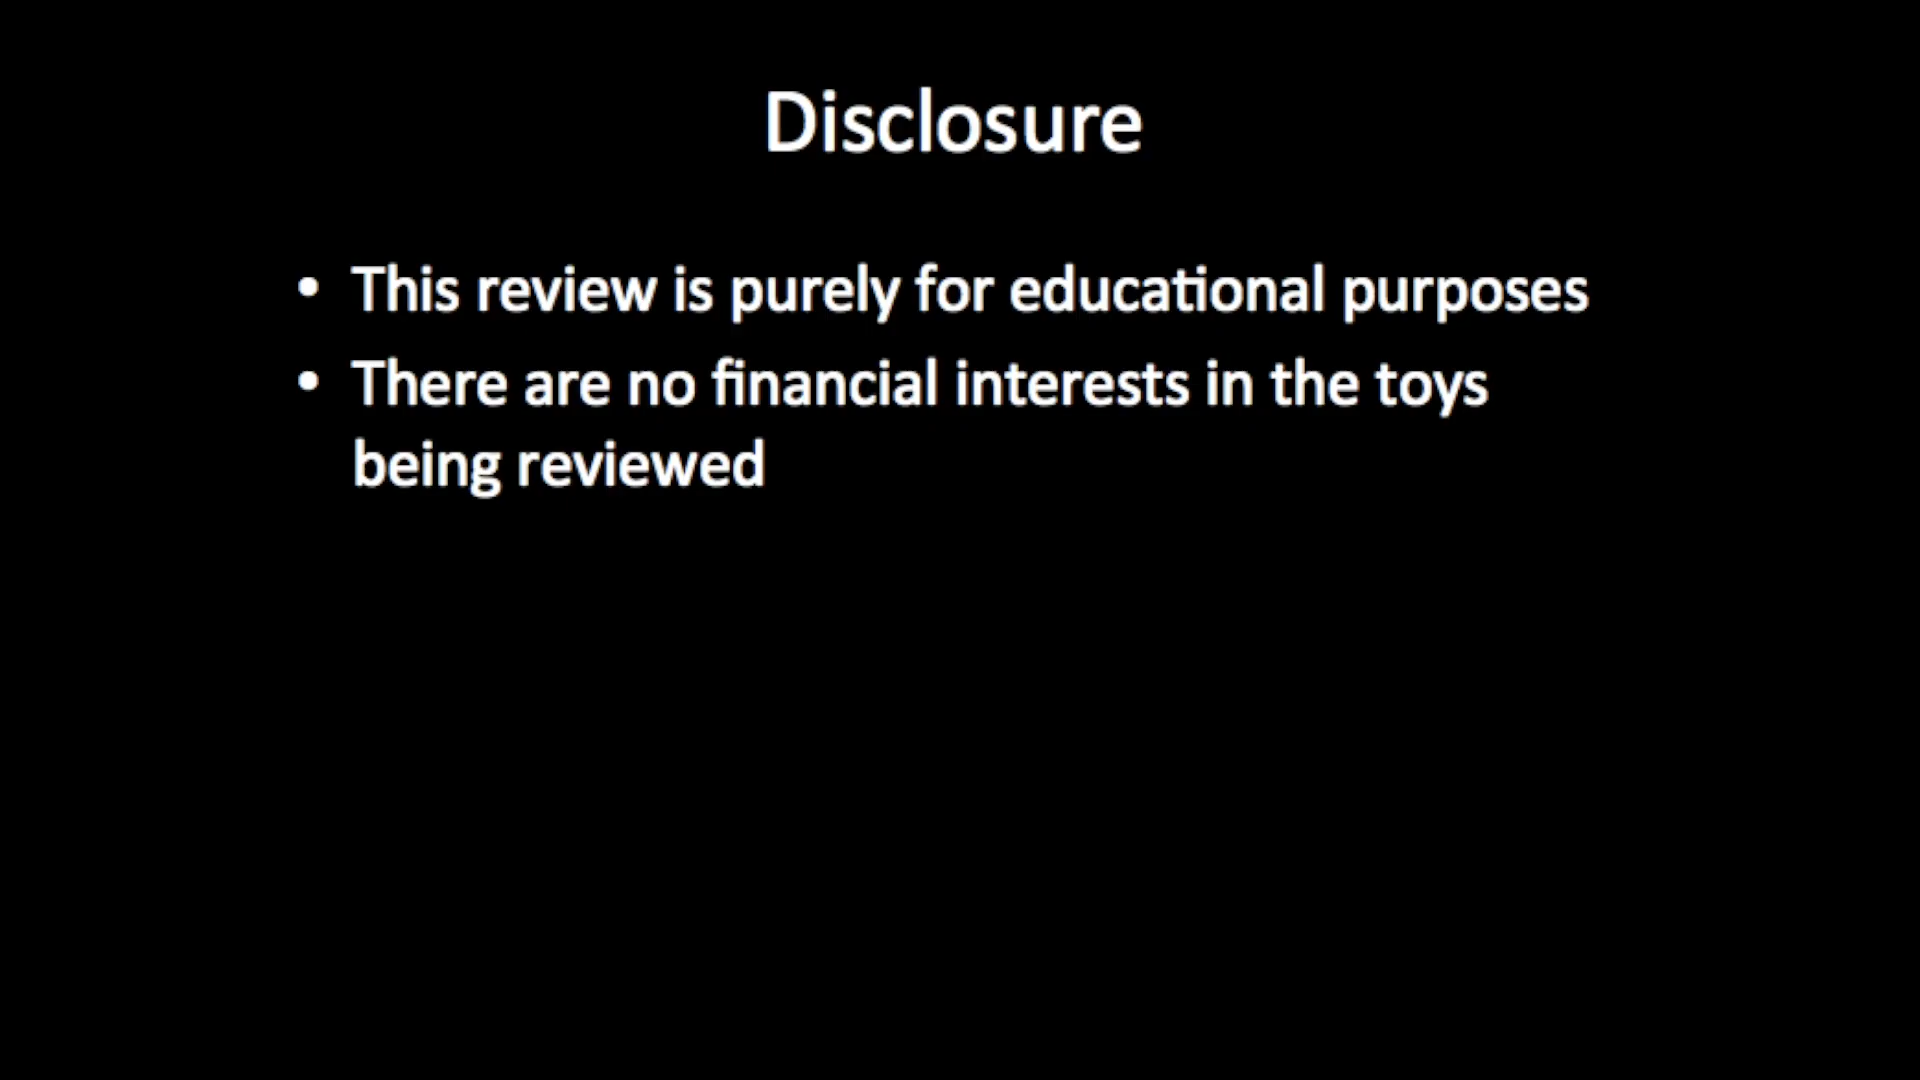 Disclosure
• This review is purely for educational purposes
• There are no financial interests in the toys
being reviewed